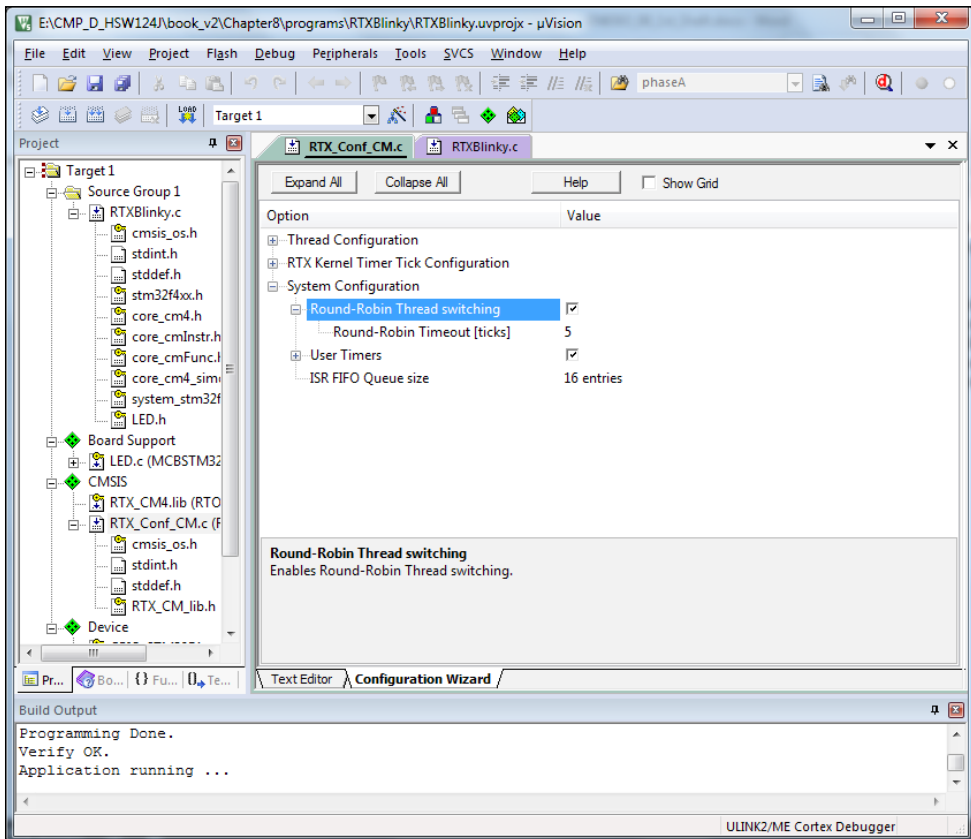 E:\CMP_D_HSW124J\book_v2\Chapter8\programs\RTXBlinky\RTXBlinky.uvprojx - µVision
File Edit View Project Flash Debug Peripherals Tools SVCS Window Help
phaseA
LOAD Target 1
Project
Target 1
Source Group 1
RTXBlinky.c
cmsis_os.h
stdint.h
stddef.h
stm32f4xx.h
core_cm4.h
core_cmInstr.h
core_cmFunc.h
core_cm4_sim
system_stm32f
LED.h
Board Support
LED.c (MCBSTM32
CMSIS
RTX_CM4.lib (RTO
RTX_Conf_CM.c (F
cmsis_os.h
stdint.h
stddef.h
RTX_CM_lib.h
Device
Pr... Bo... {} Fu... 0 Te...
RTX_Conf_CM.c RTXBlinky.c
Expand All Collapse All Help Show Grid
Option Value
Thread Configuration
RTX Kernel Timer Tick Configuration
System Configuration
Round-Robin Thread switching
Round-Robin Timeout [ticks] 5
User Timers
ISR FIFO Queue size 16 entries
Round-Robin Thread switching
Enables Round-Robin Thread switching.
Text Editor Configuration Wizard
Build Output
Programming Done.
Verify OK.
Application running ...
ULINK2/ME Cortex Debugger